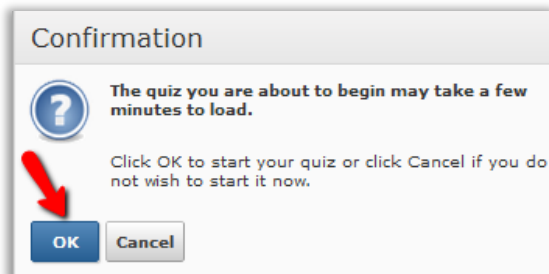 Confirmation
The quiz you are about to begin may take a few
minutes to load.
Click OK to start your quiz or click Cancel if you do
not wish to start it now.
OK Cancel